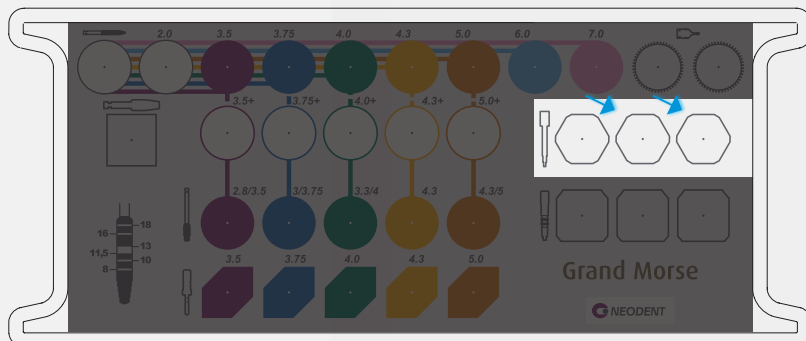 2.0 3.5 3.75 4.0 4.3 5.0 6.0 7.0
3.5+ 3.75+ 4.0+ 4.3+ 5.0+
2.8/3.5 3/3.75 3.3/4 4.3 4.3/5
18
16
13
11,5
10
8
3.5 3.75 4.0 4.3 5.0
Grand Morse
NEODENT